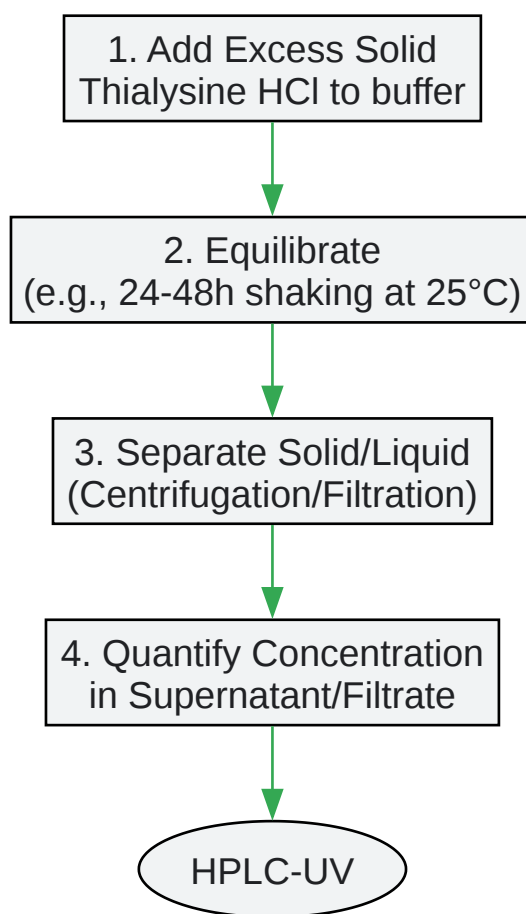 1. Add Excess Solid
Thialysine HCl to buffer
2. Equilibrate
(e.g., 24-48h shaking at 25°C)
3. Separate Solid/Liquid
(Centrifugation/Filtration)
4. Quantify Concentration
in Supernatant/Filtrate
HPLC-UV